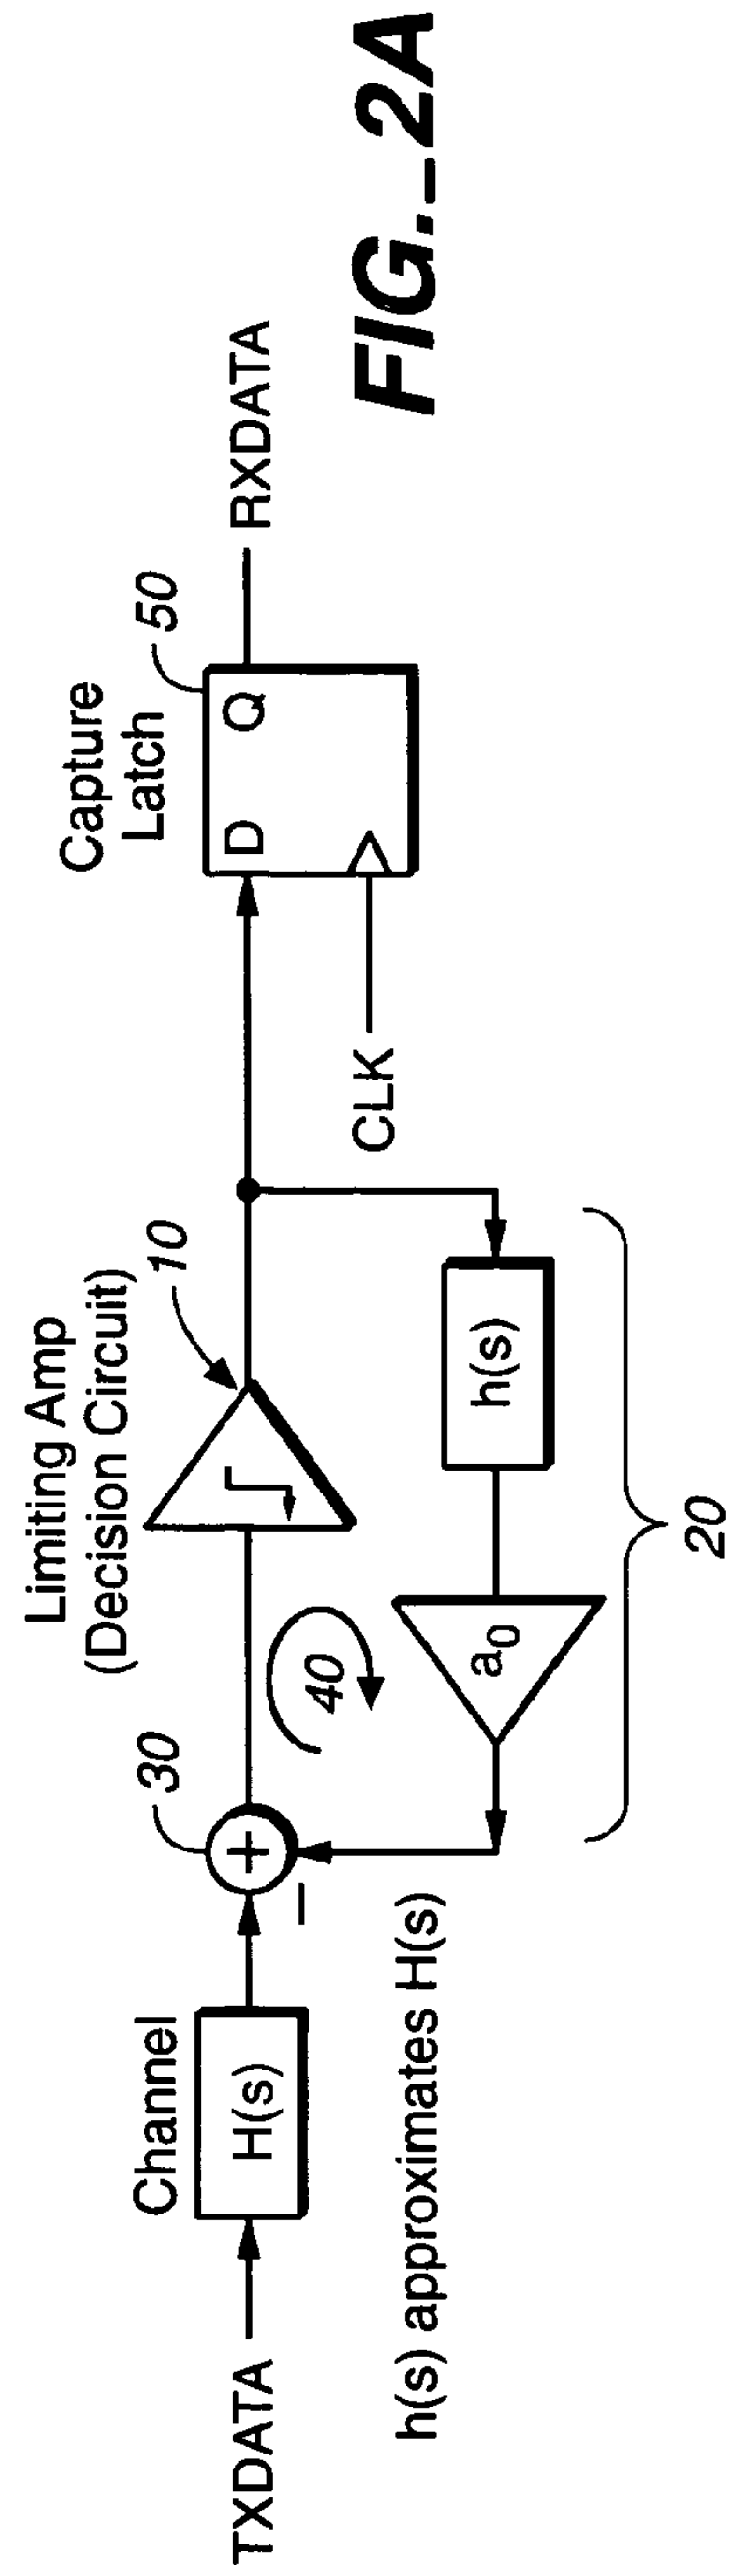 Limiting Amp
(Decision Circuit)
10
Capture
Latch
50
Channel
30
TXDATA
H(s)
+
−
40
D Q
RXDATA
CLK
h(s) approximates H(s)
a0
h(s)
20
FIG._2A